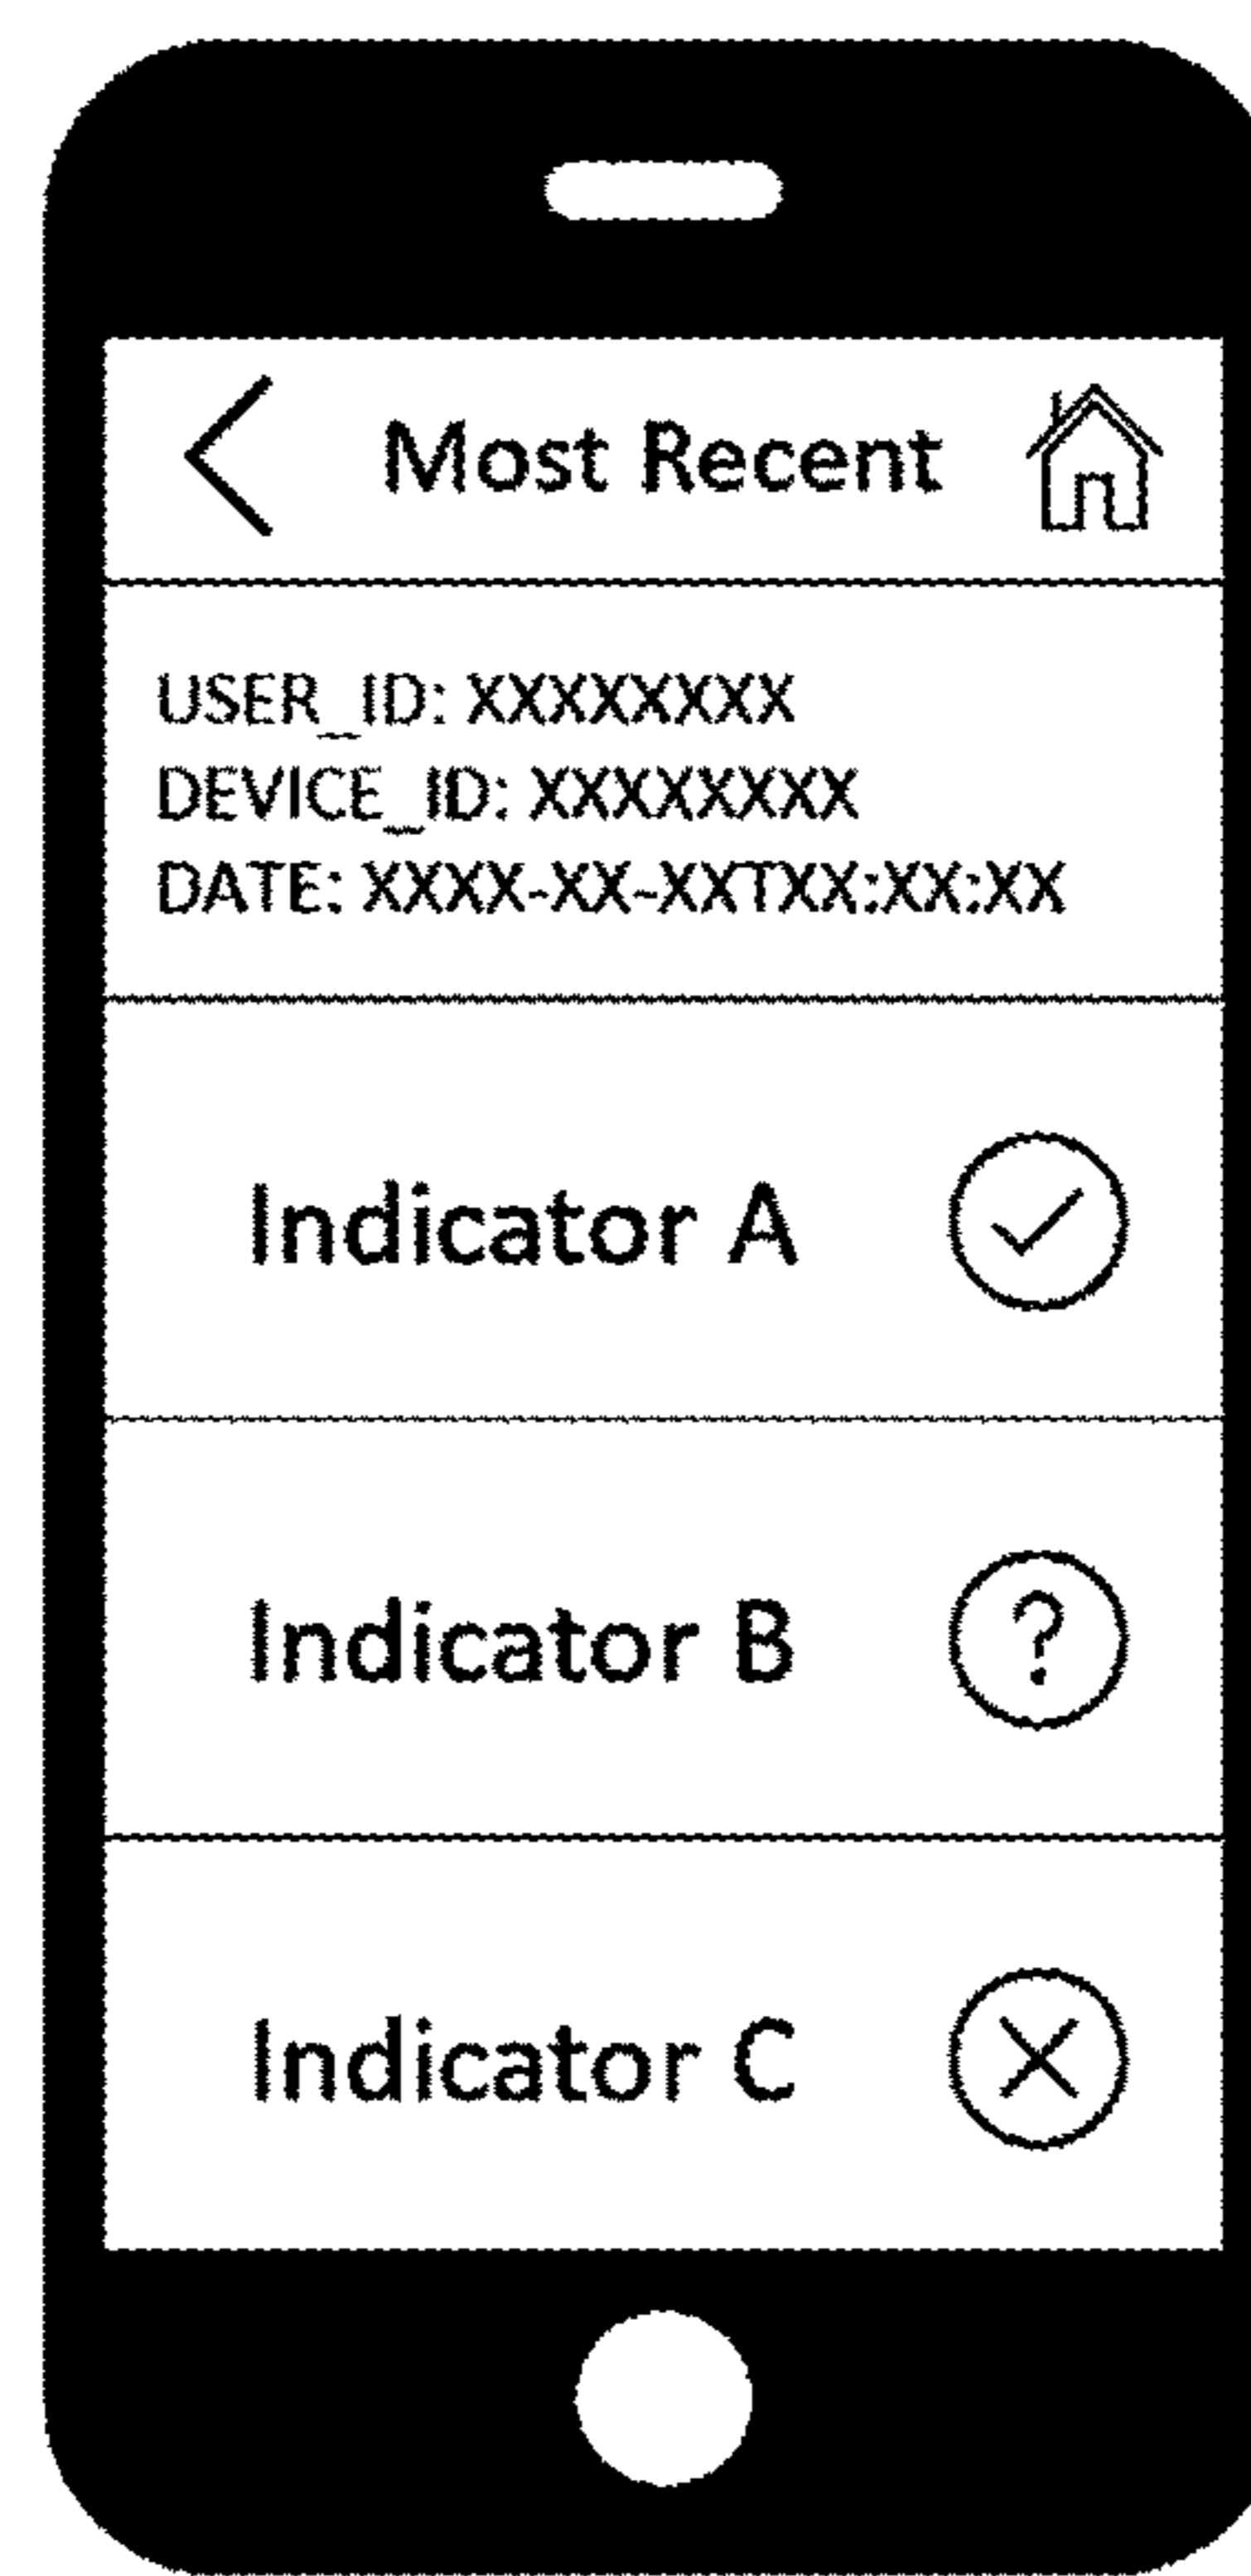 Most Recent
USER_ID: XXXXXXXX
DEVICE_ID: XXXXXXXX
DATE: XXXX-XX-XXTXX:XX:XX
Indicator A
Indicator B
?
Indicator C